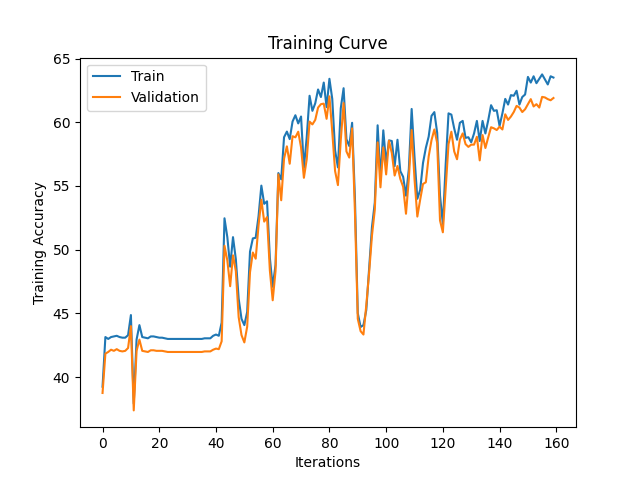 Training Curve
Train
Validation
65
60
55
50
45
40
Training Accuracy
0 20 40 60 80 100 120 140 160
Iterations